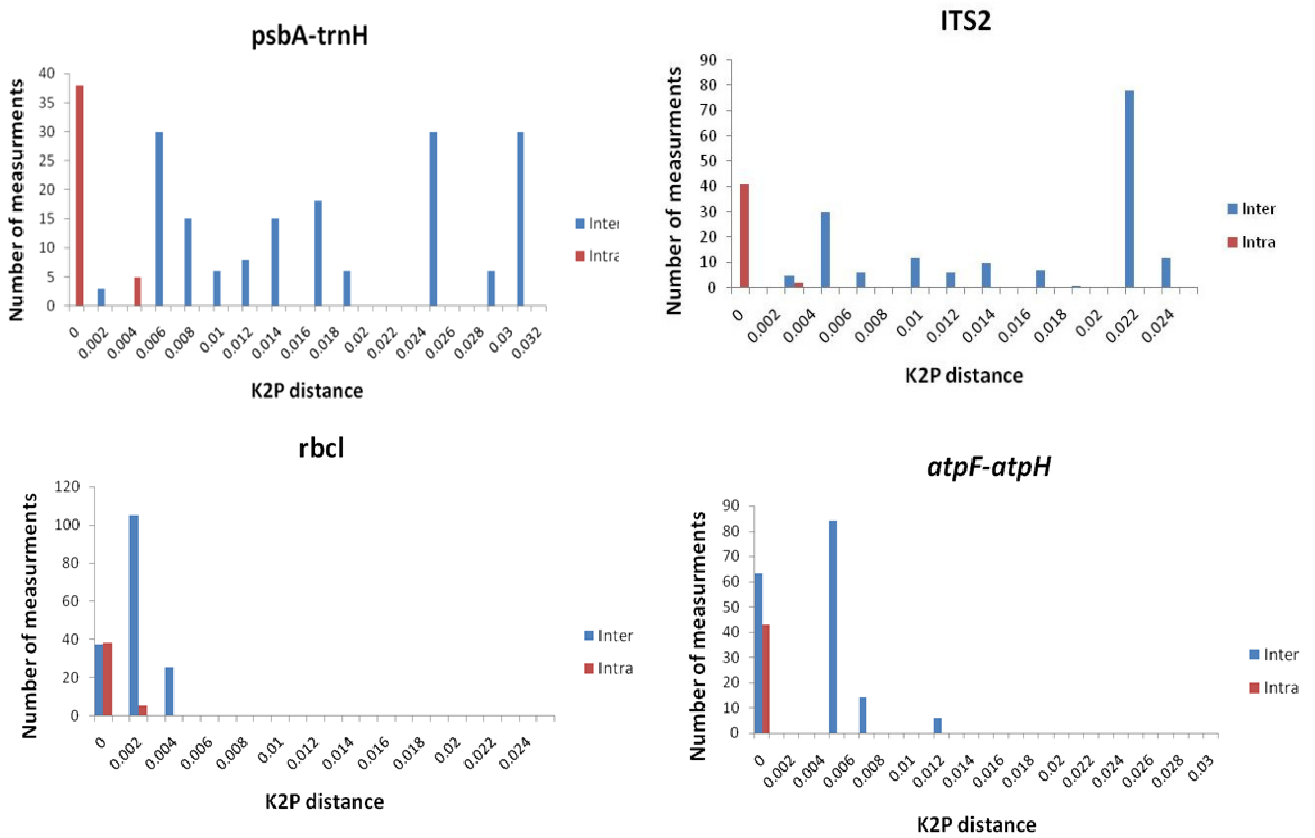 psbA-trnH
Number of measurments
40
35
30
25
20
15
10
5
0
0 0.002 0.004 0.006 0.008 0.01 0.012 0.014 0.016 0.018 0.02 0.022 0.024 0.026 0.028 0.03 0.032
K2P distance
Inter
Intra
ITS2
Number of measurments
90
80
70
60
50
40
30
20
10
0
0 0.002 0.004 0.006 0.008 0.01 0.012 0.014 0.016 0.018 0.02 0.022 0.024
K2P distance
Inter
Intra
rbcl
Number of measurments
120
100
80
60
40
20
0
0 0.002 0.004 0.006 0.008 0.01 0.012 0.014 0.016 0.018 0.02 0.022 0.024
K2P distance
Inter
Intra
atpF-atpH
Number of measurments
90
80
70
60
50
40
30
20
10
0
0 0.002 0.004 0.006 0.008 0.01 0.012 0.014 0.016 0.018 0.02 0.022 0.024 0.026 0.028 0.03
K2P distance
Inter
Intra